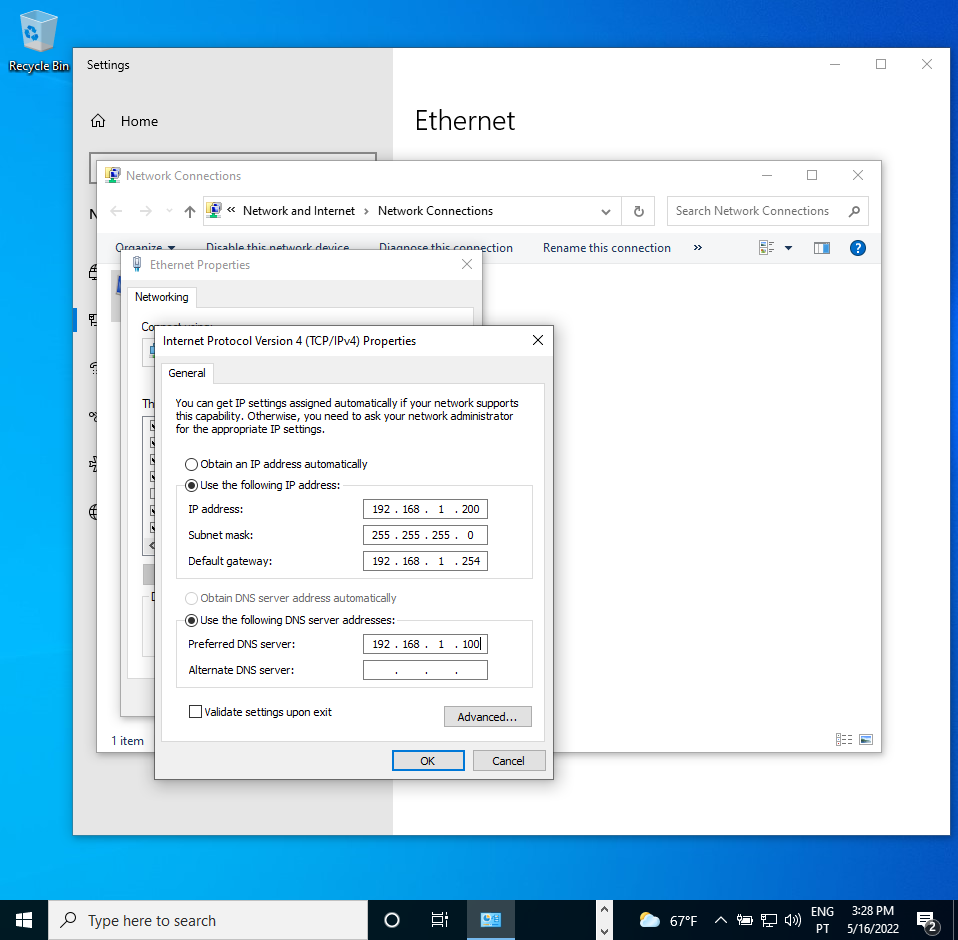 Recycle Bin
Settings
Home
Ethernet
Network Connections
« Network and Internet › Network Connections
Search Network Connections
Organize Disable this network device Diagnose this connection Rename this connection »
Ethernet Properties
Networking
Internet Protocol Version 4 (TCP/IPv4) Properties
General
You can get IP settings assigned automatically if your network supports
this capability. Otherwise, you need to ask your network administrator
for the appropriate IP settings.
Obtain an IP address automatically
Use the following IP address:
IP address: 192 . 168 . 1 . 200
Subnet mask: 255 . 255 . 255 . 0
Default gateway: 192 . 168 . 1 . 254
Obtain DNS server address automatically
Use the following DNS server addresses:
Preferred DNS server: 192 . 168 . 1 . 100
Alternate DNS server: . . .
Validate settings upon exit
Advanced...
OK
Cancel
1 item
Type here to search
67°F
ENG
PT
3:28 PM
5/16/2022
2